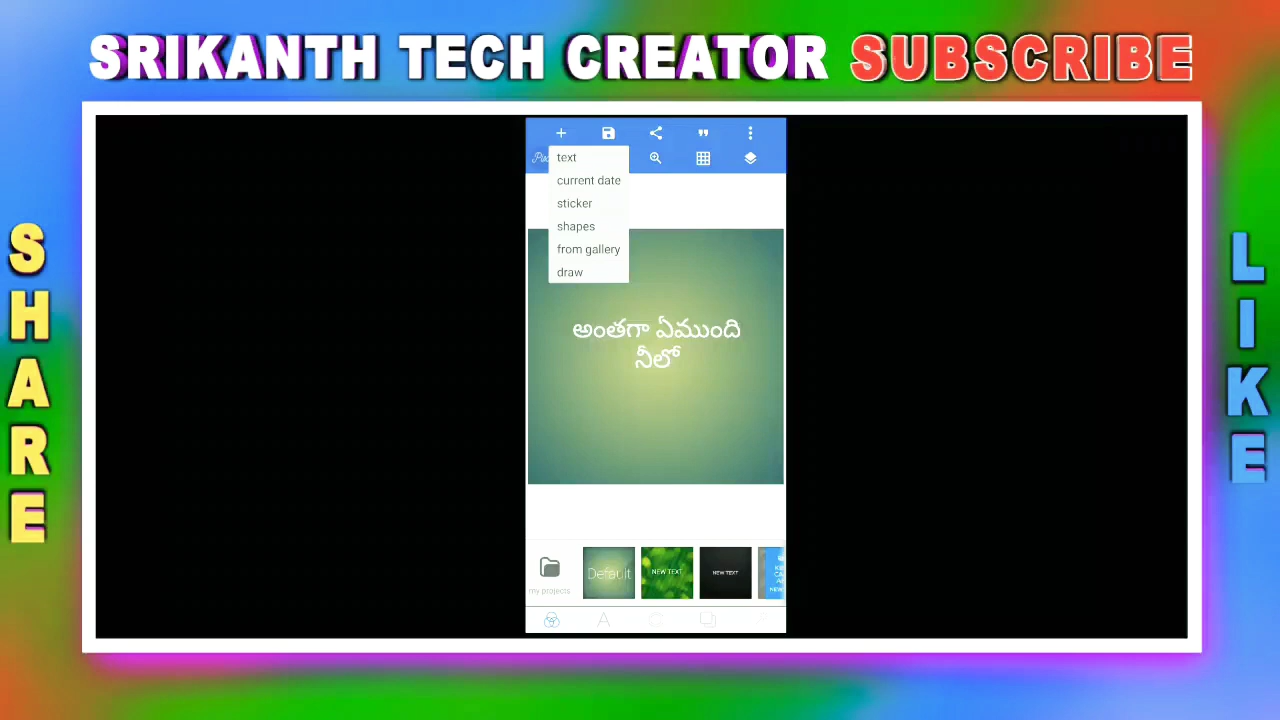 SRIKANTH TECH CREATOR SUBSCRIBE
SHARE
text
current date
sticker
shapes
from gallery
draw
అంతగా ఏముంది
నీలో
my projects
Default
NEW TEXT
NEW TEXT
LIKE